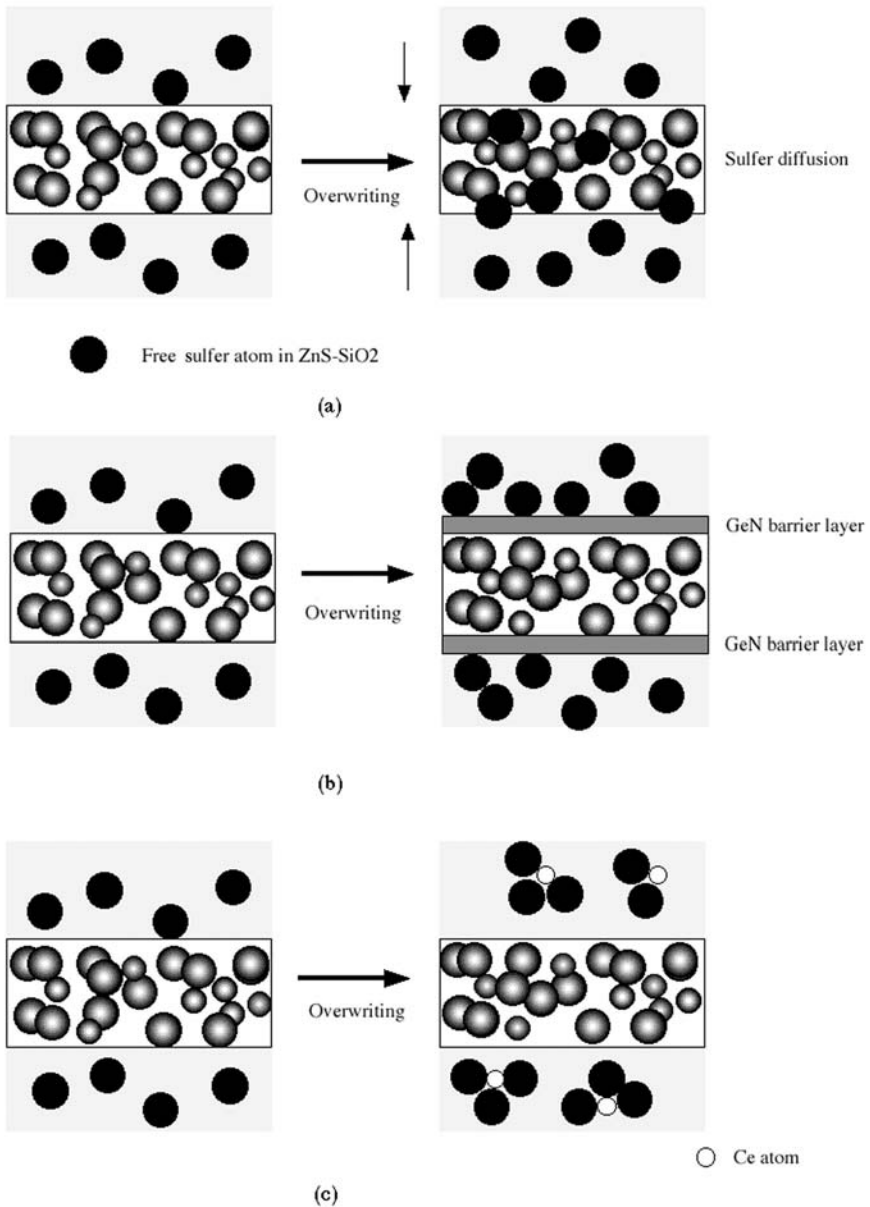 Sulfer diffusion
Overwriting
Free sulfer atom in ZnS-SiO2
(a)
GeN barrier layer
Overwriting
GeN barrier layer
(b)
Overwriting
Ce atom
(c)